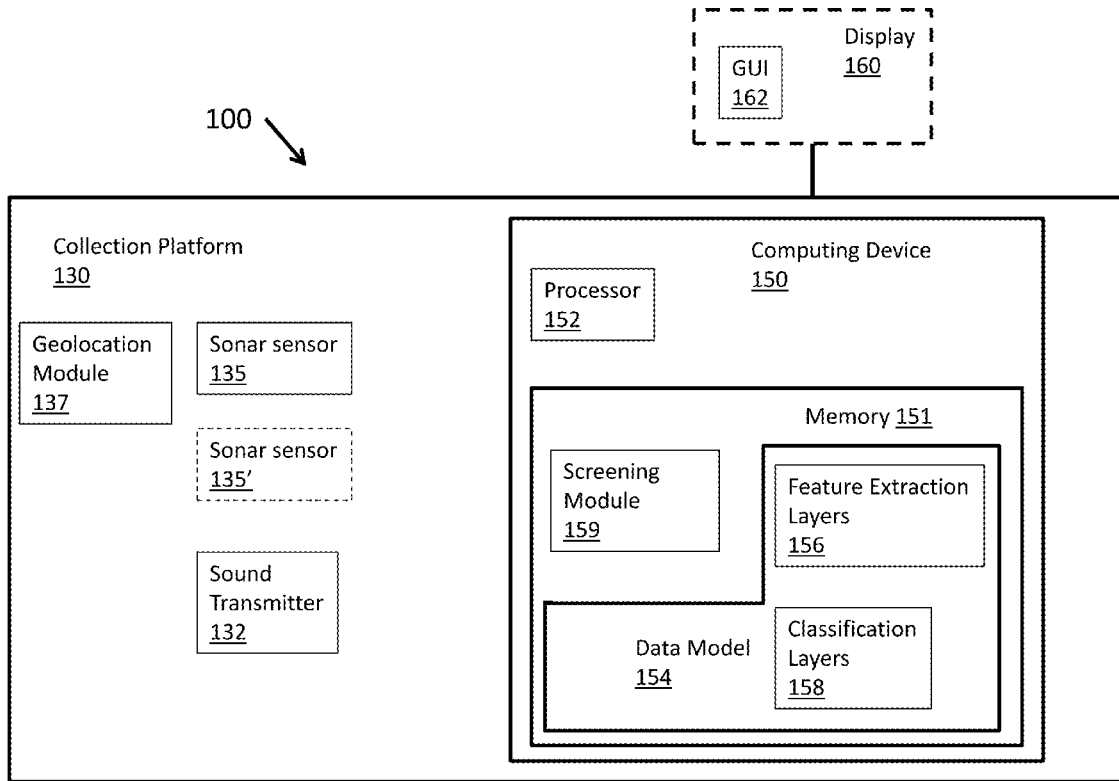 Display
160
GUI
162
100
Collection Platform
130
Computing Device
150
Processor
152
Geolocation
Module
137
Sonar sensor
135
Sonar sensor
135’
Sound
Transmitter
132
Memory 151
Screening
Module
159
Feature Extraction
Layers
156
Data Model
154
Classification
Layers
158